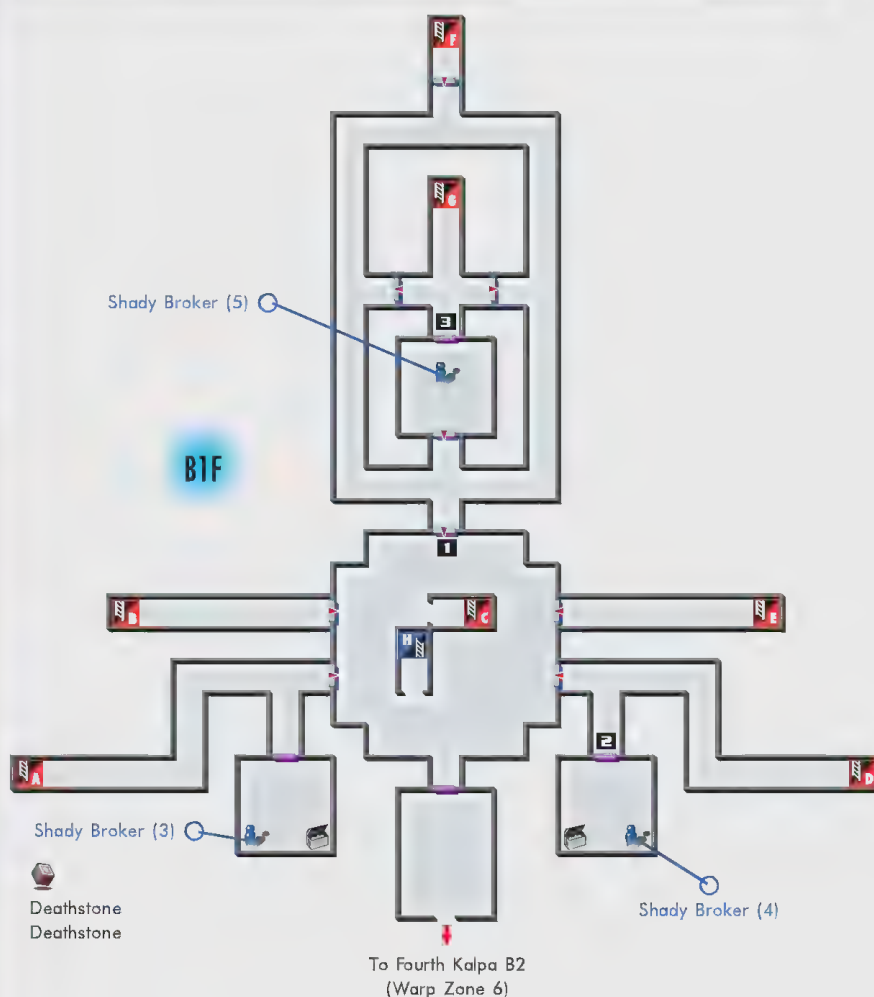 F
G
Shady Broker (5)
3
B1F
1
B
C
E
H
2
A
D
Shady Broker (3)
Deathstone
Deathstone
Shady Broker (4)
To Fourth Kalpa B2
(Warp Zone 6)